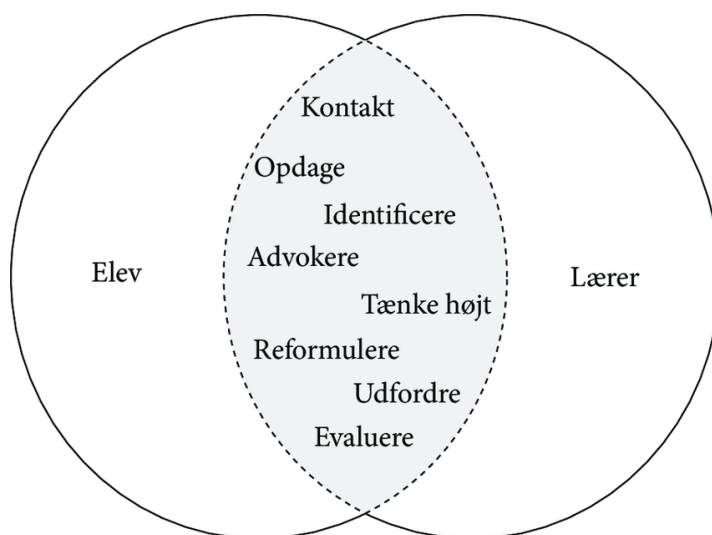 Kontakt
Opdage
Identificere
Advokere
Elev
Lærer
Tænke højt
Reformulere
Udfordre
Evaluere